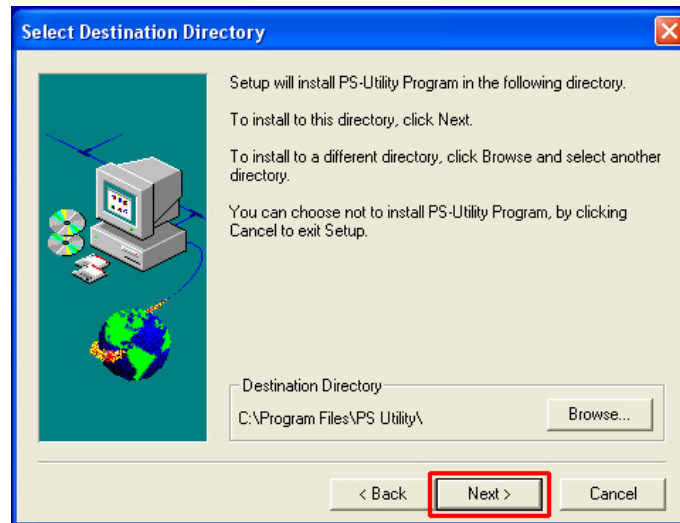 Select Destination Directory
Setup will install PS-Utility Program in the following directory.
To install to this directory, click Next.
To install to a different directory, click Browse and select another
directory.
You can choose not to install PS-Utility Program, by clicking
Cancel to exit Setup.
Destination Directory
C:\Program Files\PS Utility\
Browse...
< Back
Next >
Cancel